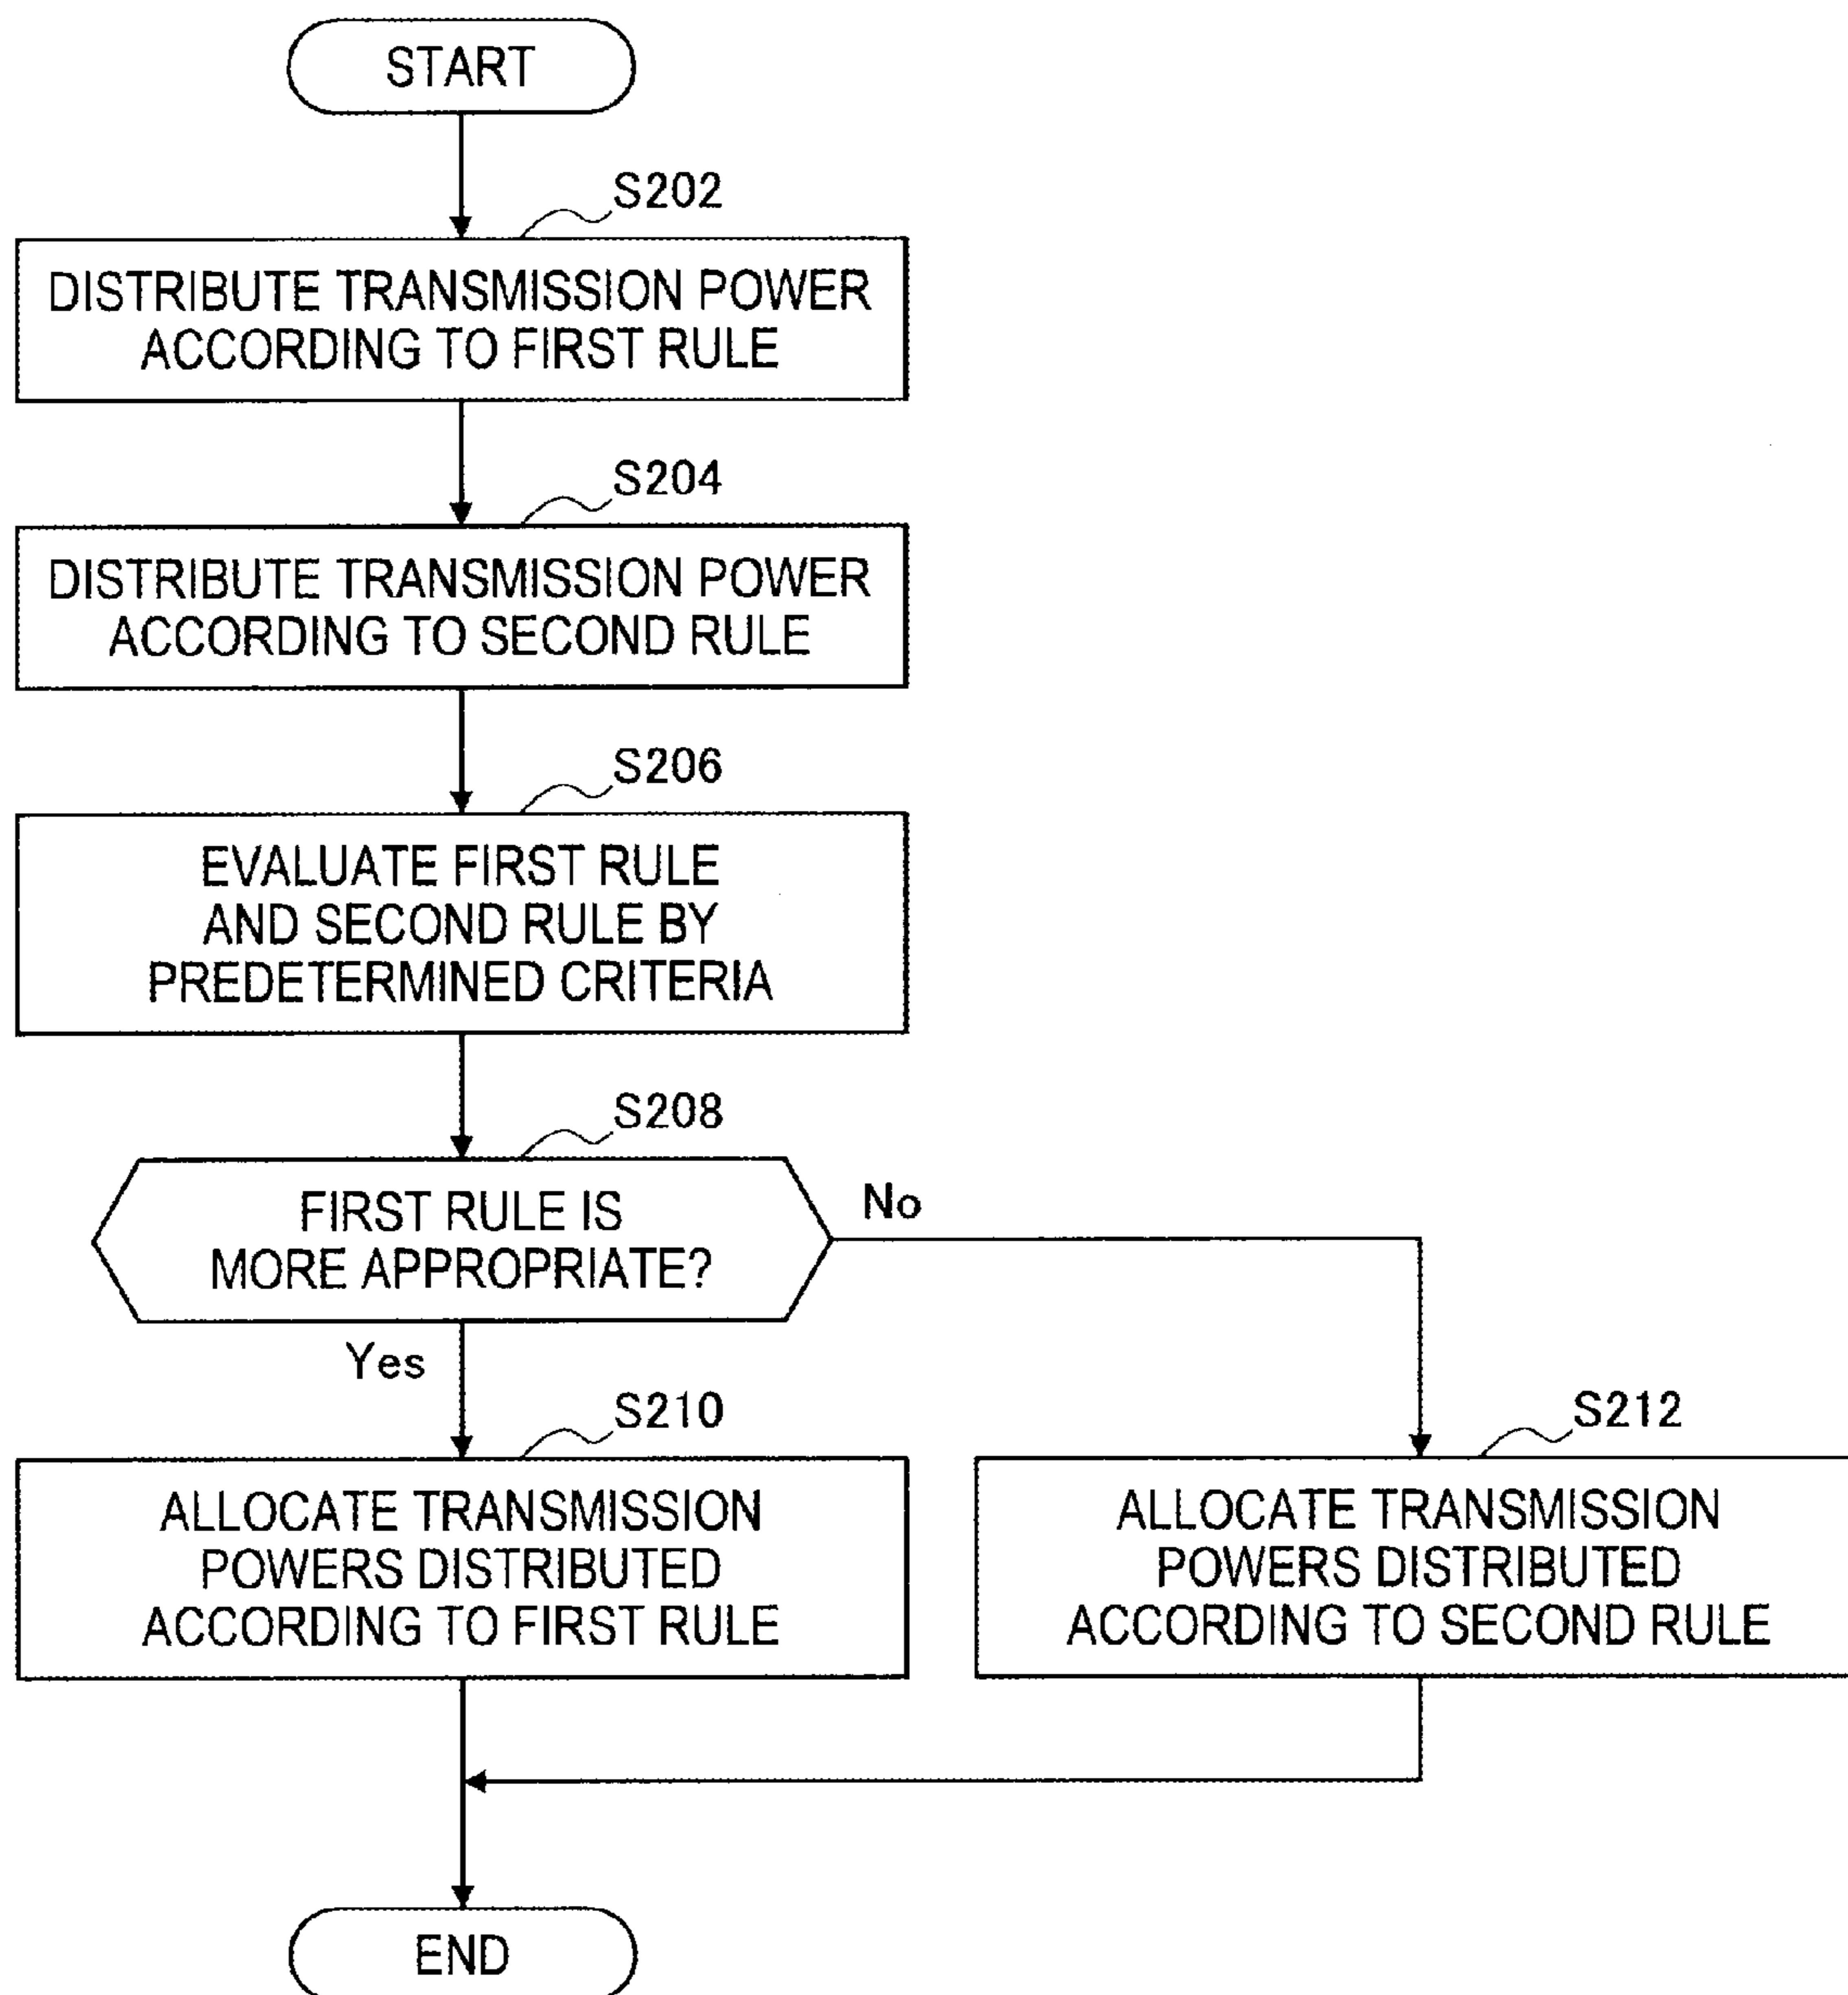 START
S202
DISTRIBUTE TRANSMISSION POWER
ACCORDING TO FIRST RULE
S204
DISTRIBUTE TRANSMISSION POWER
ACCORDING TO SECOND RULE
S206
EVALUATE FIRST RULE
AND SECOND RULE BY
PREDETERMINED CRITERIA
S208
FIRST RULE IS
MORE APPROPRIATE?
No
Yes
S210
ALLOCATE TRANSMISSION
POWERS DISTRIBUTED
ACCORDING TO FIRST RULE
S212
ALLOCATE TRANSMISSION
POWERS DISTRIBUTED
ACCORDING TO SECOND RULE
END